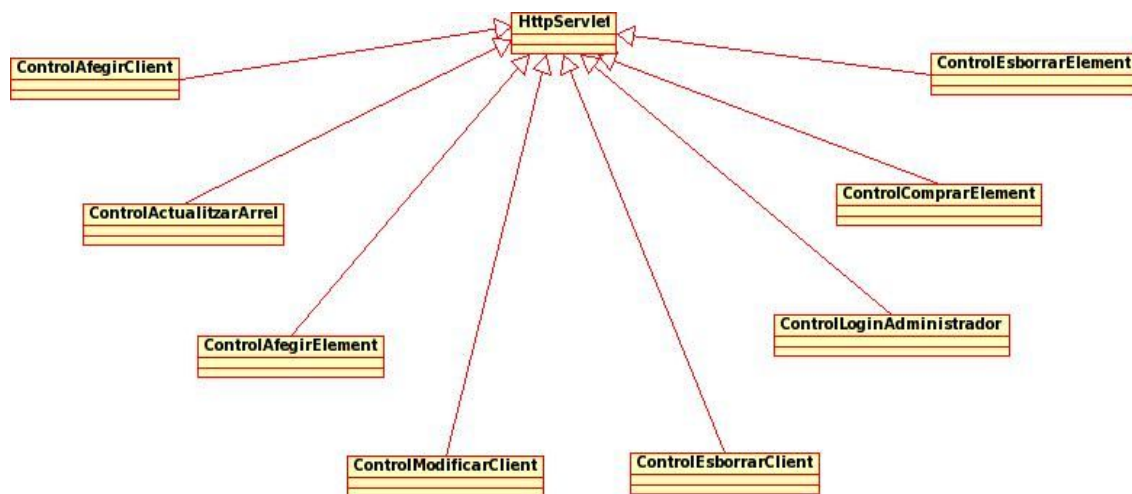 HttpServlet
ControlAfegirClient
ControlEsborrarElement
ControlComprarElement
ControlActualitzarArrel
ControlLoginAdministrador
ControlAfegirElement
ControlModificarClient
ControlEsborrarClient